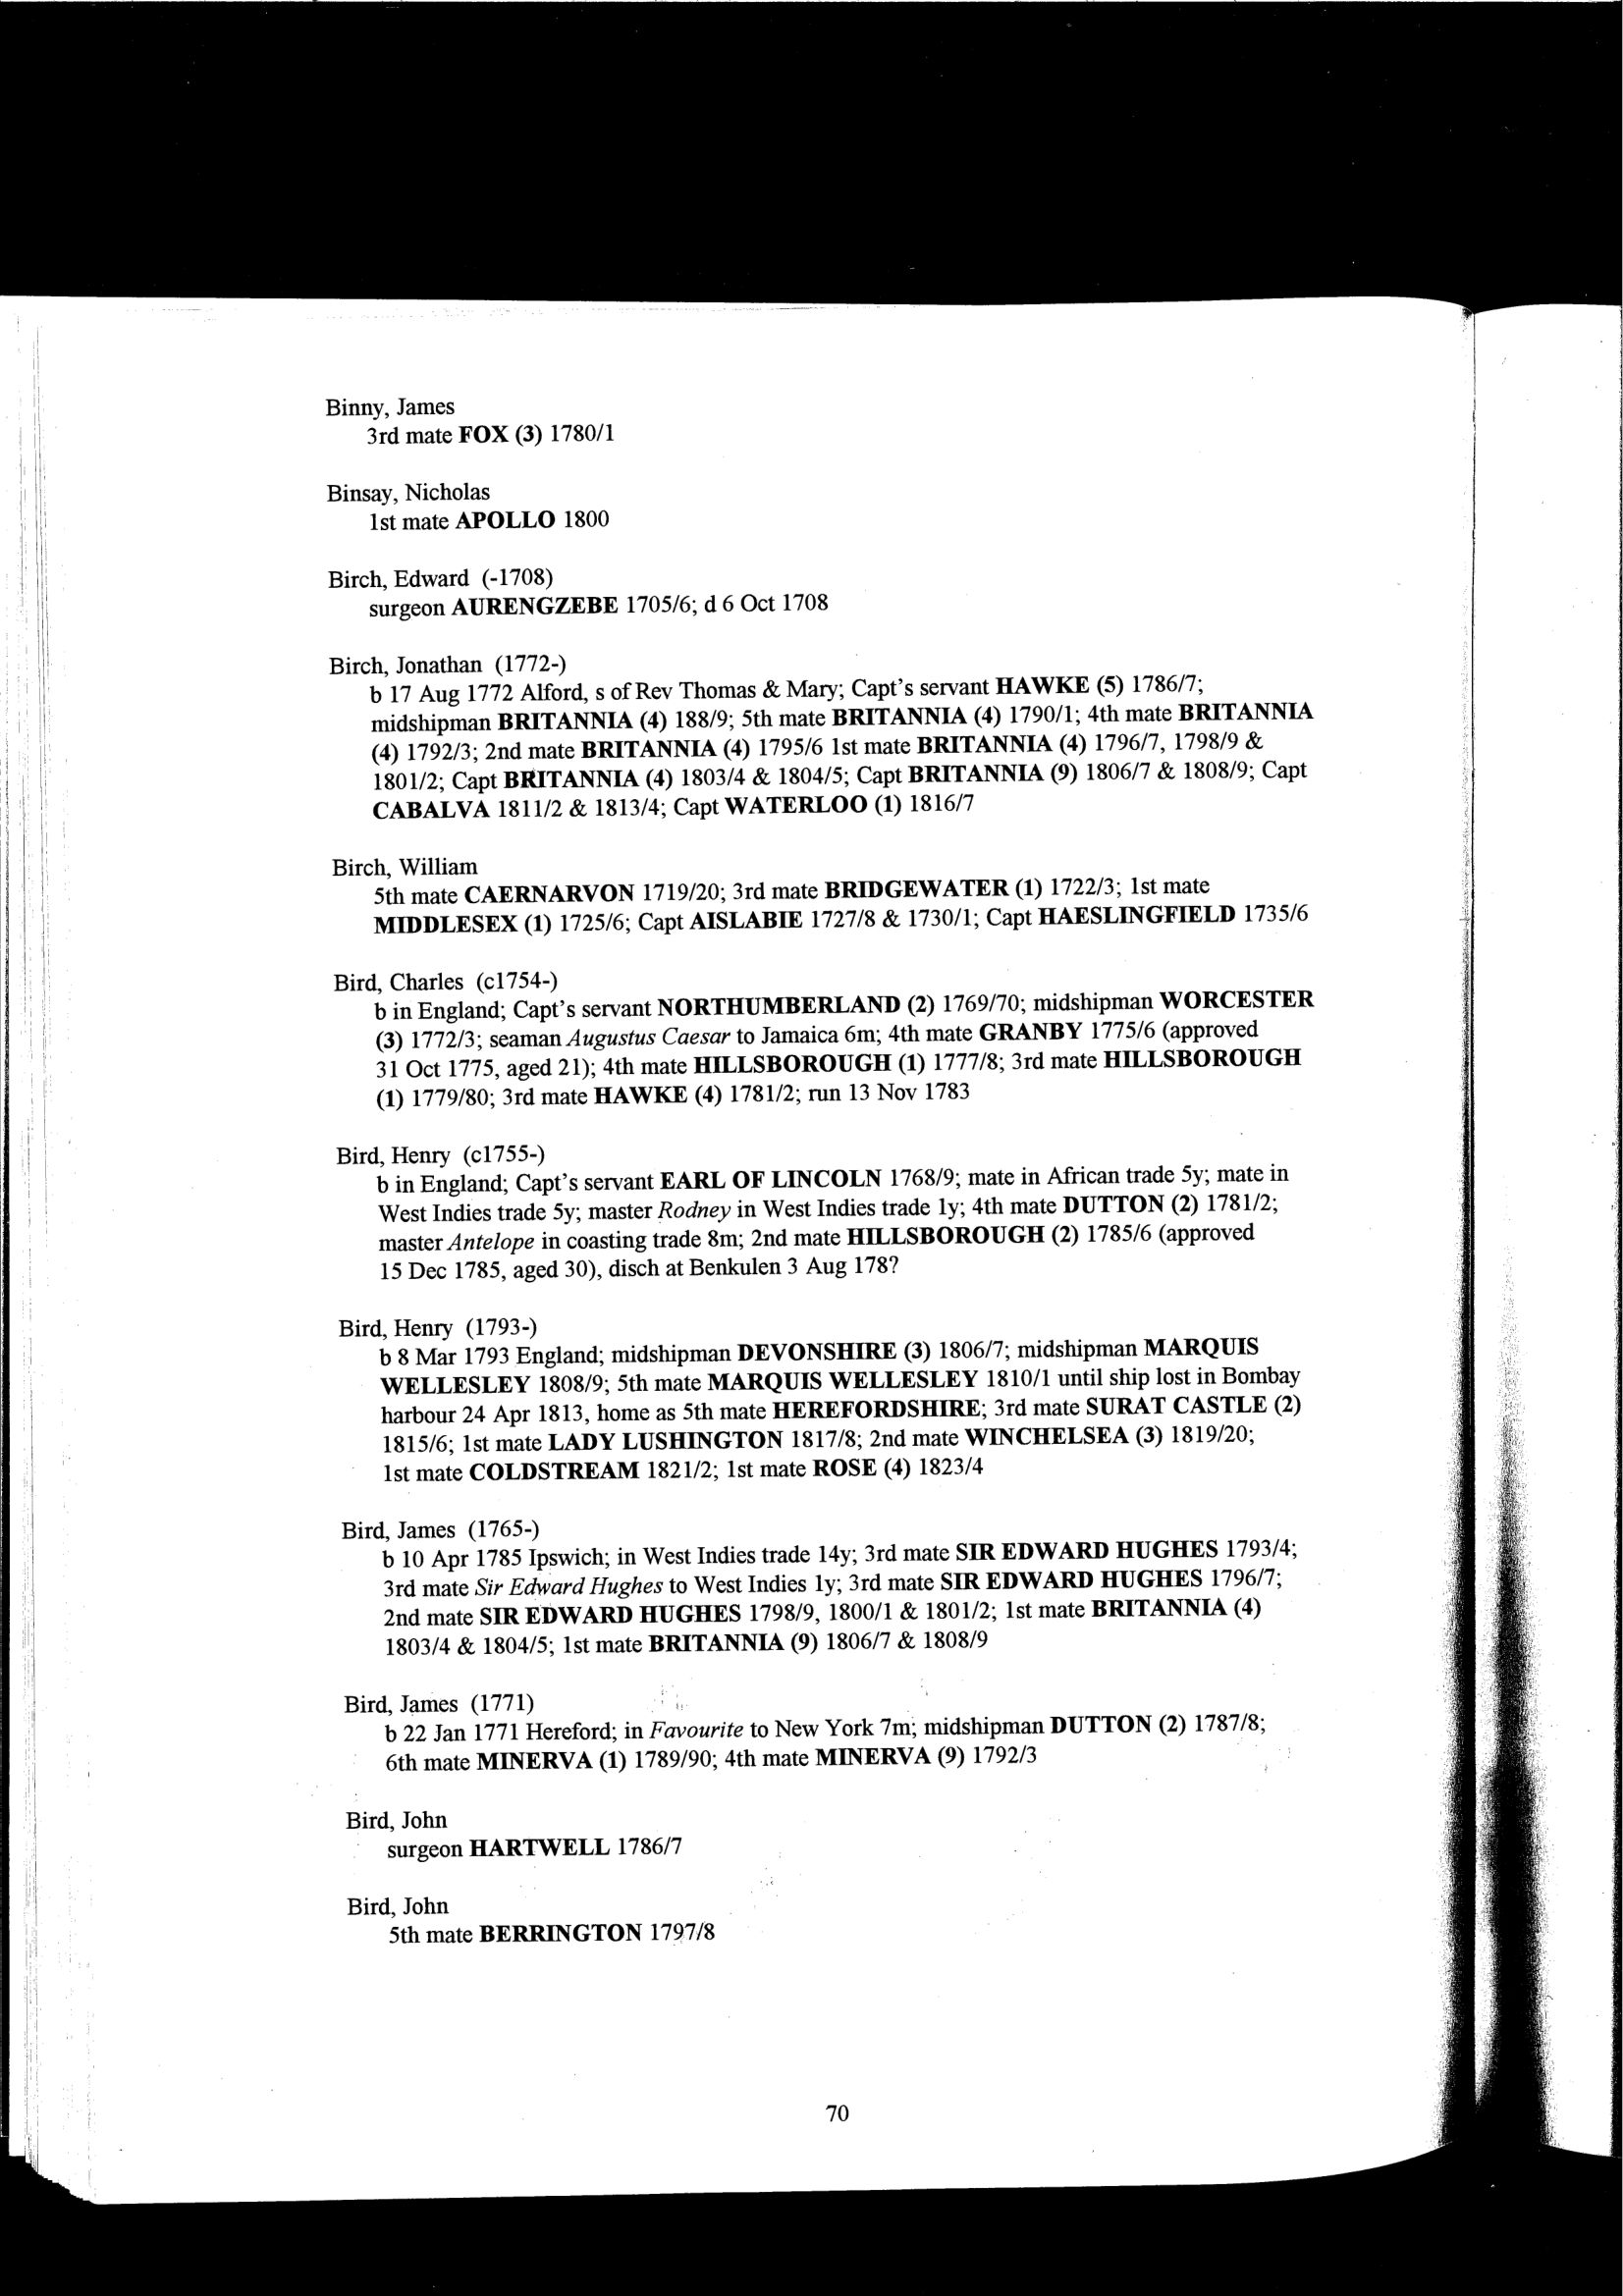 Binny, James
3rd mate FOX (3) 1780/1
Binsay, Nicholas
1st mate APOLLO 1800
Birch, Edward (-1708)
surgeon AURENGZEBE 1705/6; d 6 Oct 1708
Birch, Jonathan (1772-)
b 17 Aug 1772 Alford, s of Rev Thomas & Mary; Capt's servant HAWKE (5) 1786/7;
midshipman BRITANNIA (4) 188/9; 5th mate BRITANNIA (4) 1790/1; 4th mate BRITANNIA
(4) 1792/3; 2nd mate BRITANNIA (4) 1795/6 1st mate BRITANNIA (4) 1796/7, 1798/9 &
1801/2; Capt BRITANNIA (4) 1803/4 & 1804/5; Capt BRITANNIA (9) 1806/7 & 1808/9; Capt
CABALVA 1811/2 & 1813/4; Capt WATERLOO (1) 1816/7
Birch, William
5th mate CAERNARVON 1719/20; 3rd mate BRIDGEWATER (1) 1722/3; 1st mate
MIDDLESEX (1) 1725/6; Capt AISLABIE 1727/8 & 1730/1; Capt HAESLINGFIELD 1735/6
Bird, Charles (c1754-)
b in England; Capt's servant NORTHUMBERLAND (2) 1769/70; midshipman WORCESTER
(3) 1772/3; seaman Augustus Caesar to Jamaica 6m; 4th mate GRANBY 1775/6 (approved
31 Oct 1775, aged 21); 4th mate HILLSBOROUGH (1) 1777/8; 3rd mate HILLSBOROUGH
(1) 1779/80; 3rd mate HAWKE (4) 1781/2; run 13 Nov 1783
Bird, Henry (c1755-)
b in England; Capt's servant EARL OF LINCOLN 1768/9; mate in African trade 5y; mate in
West Indies trade 5y; master Rodney in West Indies trade 1y; 4th mate DUTTON (2) 1781/2;
master Antelope in coasting trade 8m; 2nd mate HILLSBOROUGH (2) 1785/6 (approved
15 Dec 1785, aged 30), disch at Benkulen 3 Aug 178?
Bird, Henry (1793-)
b 8 Mar 1793 England; midshipman DEVONSHIRE (3) 1806/7; midshipman MARQUIS
WELLESLEY 1808/9; 5th mate MARQUIS WELLESLEY 1810/1 until ship lost in Bombay
harbour 24 Apr 1813, home as 5th mate HEREFORDSHIRE; 3rd mate SURAT CASTLE (2)
1815/6; 1st mate LADY LUSHINGTON 1817/8; 2nd mate WINCHELSEA (3) 1819/20;
1st mate COLDSTREAM 1821/2; 1st mate ROSE (4) 1823/4
Bird, James (1765-)
b 10 Apr 1785 Ipswich; in West Indies trade 14y; 3rd mate SIR EDWARD HUGHES 1793/4;
3rd mate Sir Edward Hughes to West Indies 1y; 3rd mate SIR EDWARD HUGHES 1796/7;
2nd mate SIR EDWARD HUGHES 1798/9, 1800/1 & 1801/2; 1st mate BRITANNIA (4)
1803/4 & 1804/5; 1st mate BRITANNIA (9) 1806/7 & 1808/9
Bird, James (1771)
b 22 Jan 1771 Hereford; in Favourite to New York 7m; midshipman DUTTON (2) 1787/8;
6th mate MINERVA (1) 1789/90; 4th mate MINERVA (9) 1792/3
Bird, John
surgeon HARTWELL 1786/7
Bird, John
5th mate BERRINGTON 1797/8
70